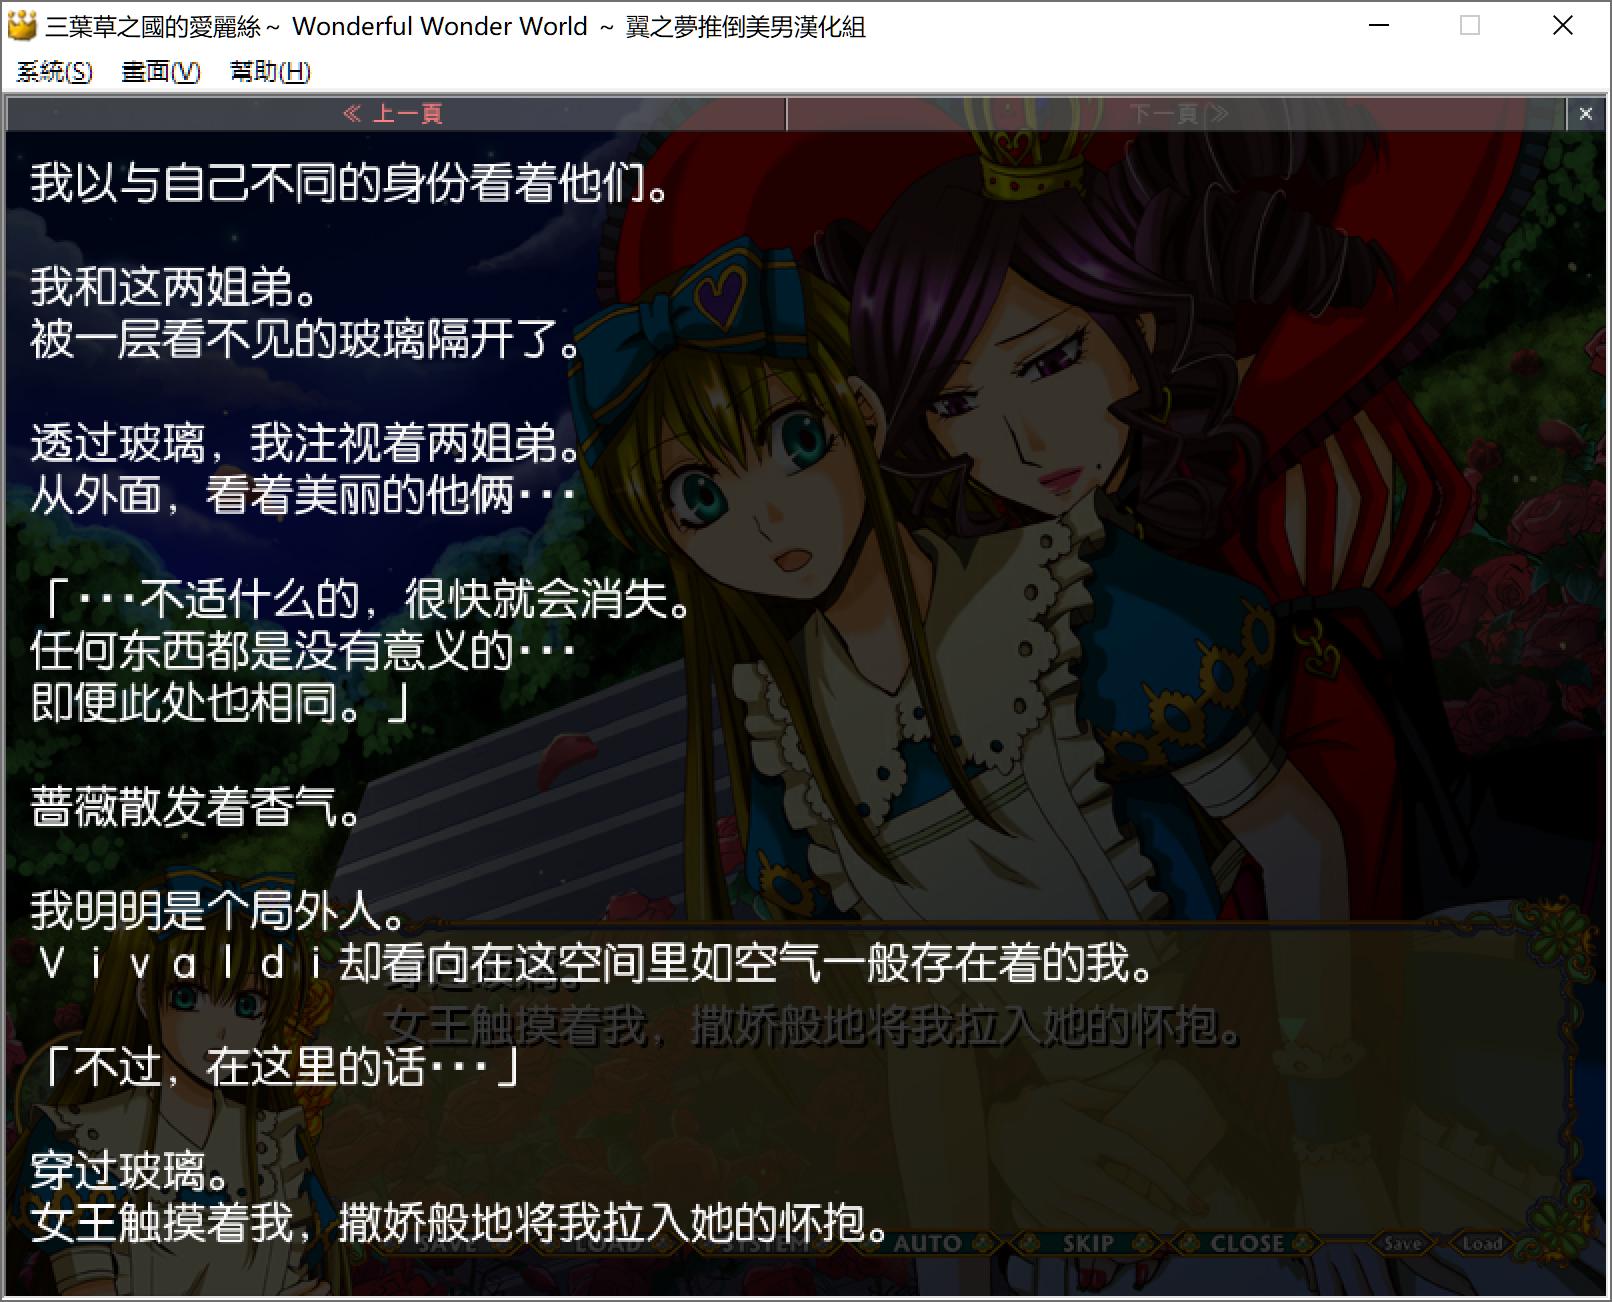 三葉草之國的愛麗絲～ Wonderful Wonder World ～ 翼之夢推倒美男漢化組
系統(S) 畫面(V) 幫助(H)
≪ 上一頁 下一頁 ≫
我以与自己不同的身份看着他们。
我和这两姐弟。
被一层看不见的玻璃隔开了。
透过玻璃，我注视着两姐弟。
从外面，看着美丽的他俩···
「···不适什么的，很快就会消失。
任何东西都是没有意义的···
即便此处也相同。」
蔷薇散发着香气。
我明明是个局外人。
Ｖｉｖａｌｄｉ却看向在这空间里如空气一般存在着的我。
女王触摸着我，撒娇般地将我拉入她的怀抱。
「不过，在这里的话···」
穿过玻璃。
女王触摸着我，撒娇般地将我拉入她的怀抱。
SAVE LOAD SYSTEM AUTO SKIP CLOSE Save Load